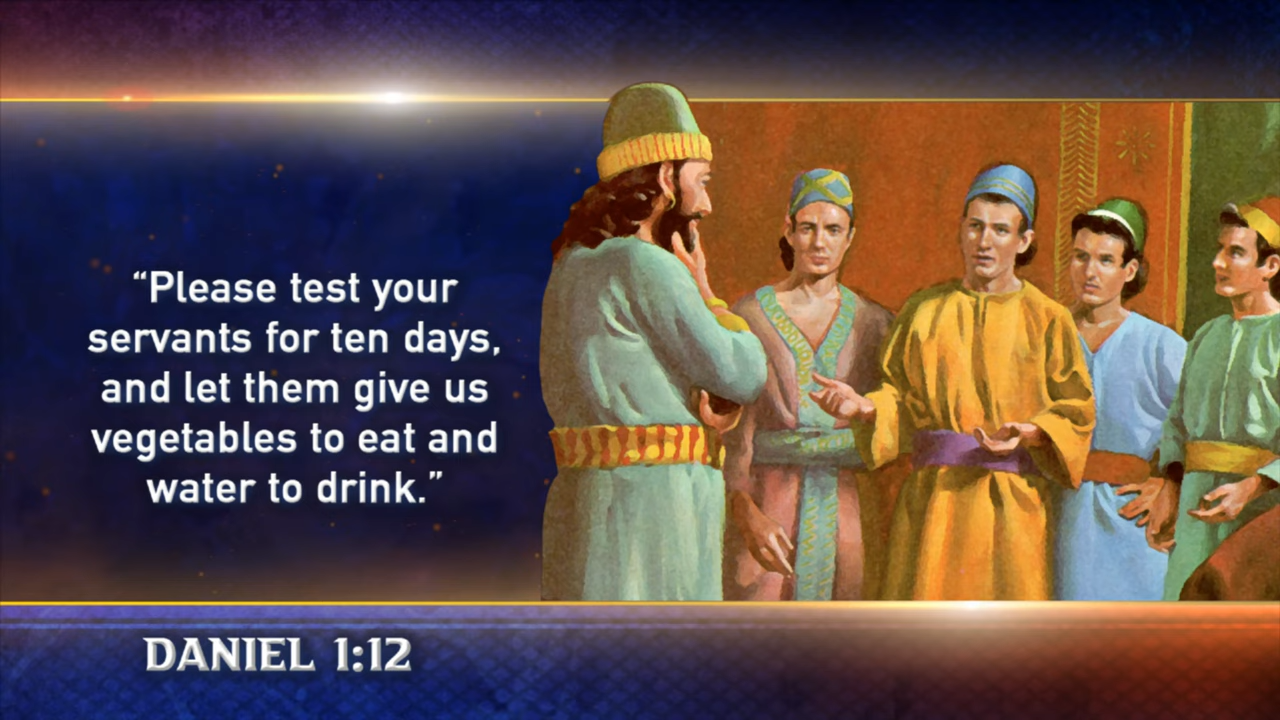 “Please test your
servants for ten days,
and let them give us
vegetables to eat and
water to drink.”
DANIEL 1:12